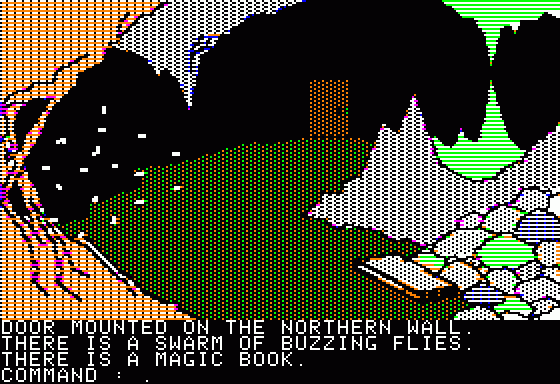 DOOR MOUNTED ON THE NORTHERN WALL.
THERE IS A SWARM OF BUZZING FLIES.
THERE IS A MAGIC BOOK.
COMMAND : .